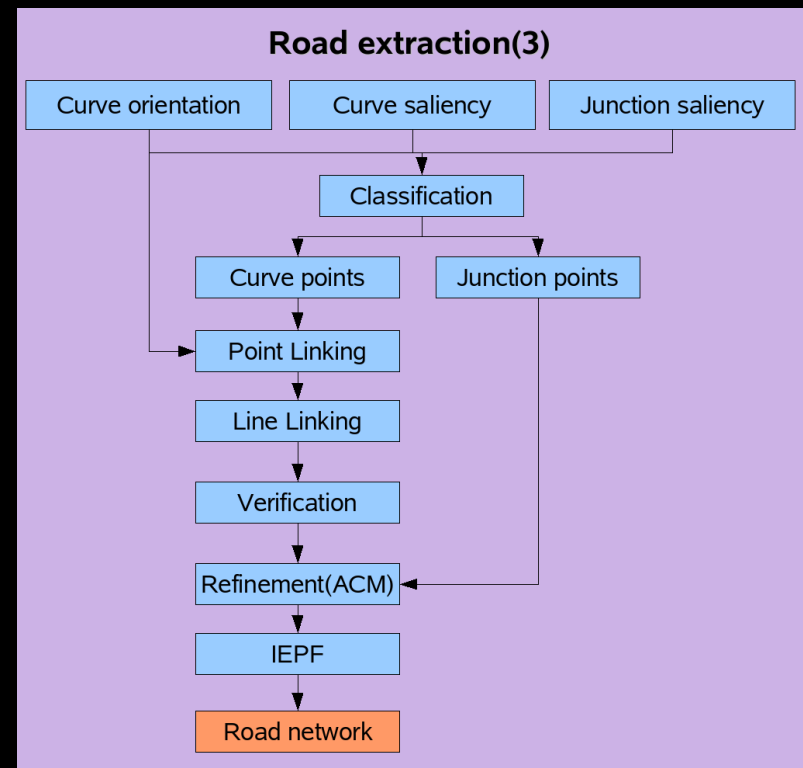 Road extraction(3)
Curve orientation
Curve saliency
Junction saliency
Classification
Curve points
Junction points
Point Linking
Line Linking
Verification
Refinement(ACM)
IEPF
Road network